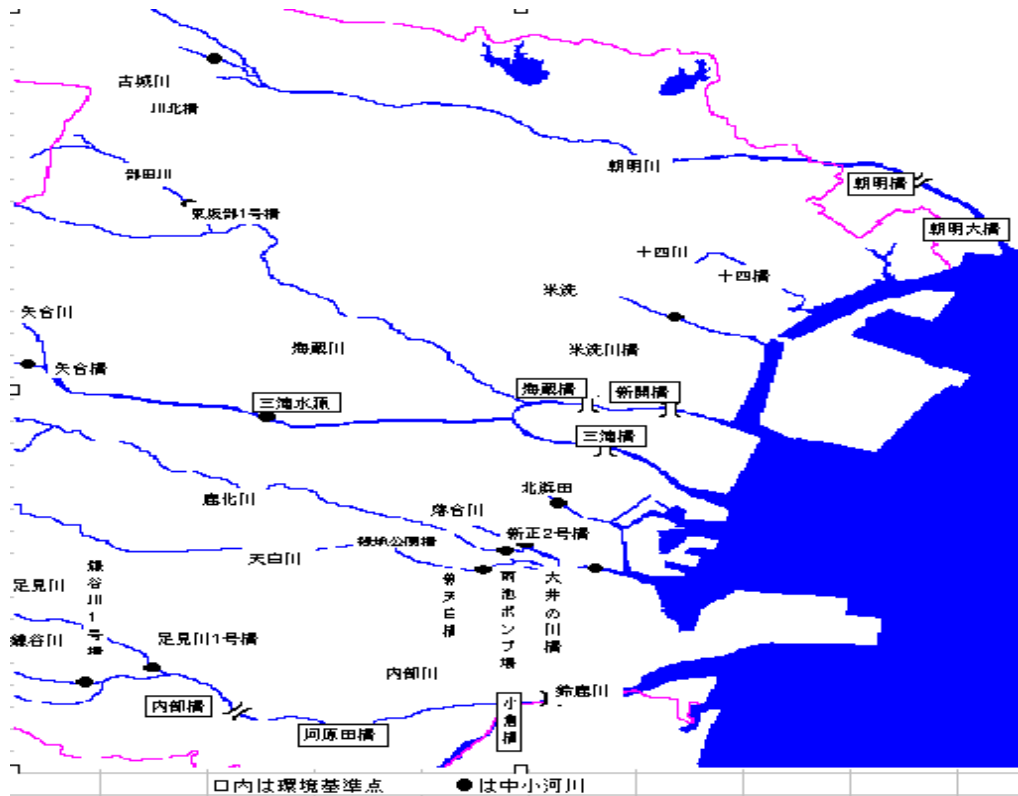 古城川
川北橋
朝明川
部田川
朝明橋
東坂部1号橋
朝明大橋
十四川
十四橋
米洗
矢合川
海蔵川
米洗川橋
矢合橋
海蔵橋
新開橋
三滝水源
三滝橋
鹿化川
北浜田
落合川
新正2号橋
緑地公園橋
天白川
足見川
鎌谷川1号橋
新天白橋
雨池ポンプ場
大井の川橋
鎌谷川
足見川1号橋
内部川
鈴鹿川
内部橋
小倉橋
河原田橋
□内は環境基準点
●は中小河川